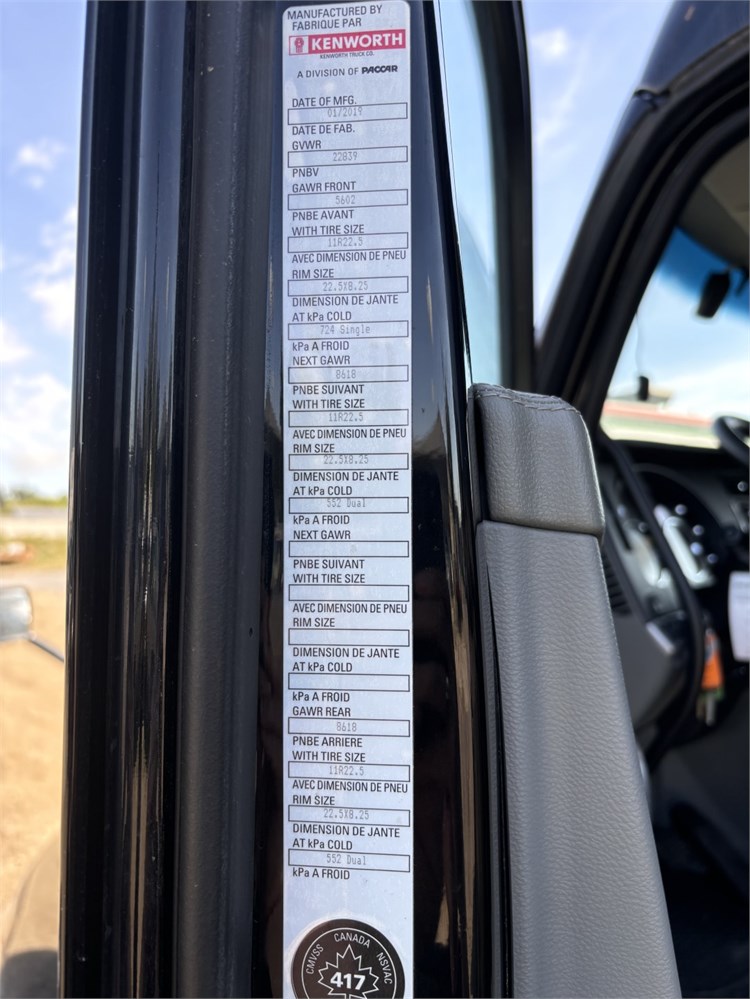 MANUFACTURED BY
FABRIQUE PAR
KENWORTH
KENWORTH TRUCK CO.
A DIVISION OF PACCAR
DATE OF MFG.
01/2019
DATE DE FAB.
GVWR
22839
PNBV
GAWR FRONT
5602
PNBE AVANT
WITH TIRE SIZE
11R22.5
AVEC DIMENSION DE PNEU
RIM SIZE
22.5X8.25
DIMENSION DE JANTE
AT kPa COLD
724 Single
kPa A FROID
NEXT GAWR
8618
PNBE SUIVANT
WITH TIRE SIZE
11R22.5
AVEC DIMENSION DE PNEU
RIM SIZE
22.5X8.25
DIMENSION DE JANTE
AT kPa COLD
552 Dual
kPa A FROID
NEXT GAWR
PNBE SUIVANT
WITH TIRE SIZE
AVEC DIMENSION DE PNEU
RIM SIZE
DIMENSION DE JANTE
AT kPa COLD
kPa A FROID
GAWR REAR
8618
PNBE ARRIERE
WITH TIRE SIZE
11R22.5
AVEC DIMENSION DE PNEU
RIM SIZE
22.5X8.25
DIMENSION DE JANTE
AT kPa COLD
552 Dual
kPa A FROID
CMVSS CANADA NSVAC
417